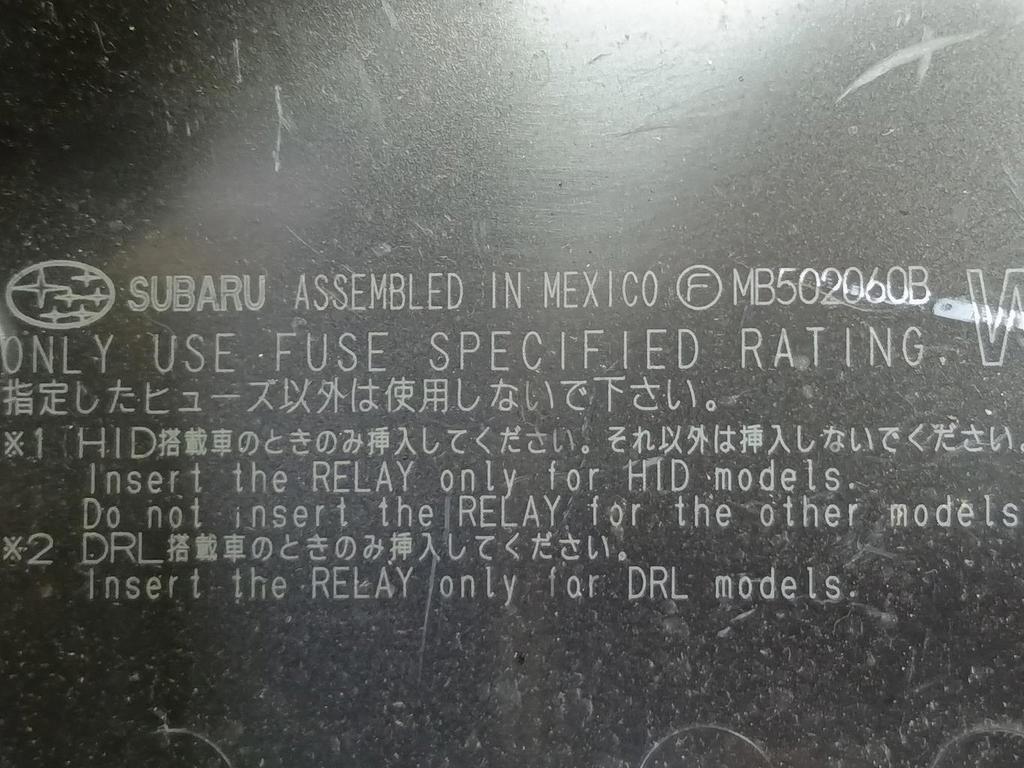 SUBARU ASSEMBLED IN MEXICO Ⓕ MB502060B
ONLY USE FUSE SPECIFIED RATING.
指定したヒューズ以外は使用しないで下さい。
※1 HID搭載車のときのみ挿入してください。それ以外は挿入しないでください。
Insert the RELAY only for HID models.
Do not insert the RELAY for the other models
※2 DRL搭載車のときのみ挿入してください。
Insert the RELAY only for DRL models.